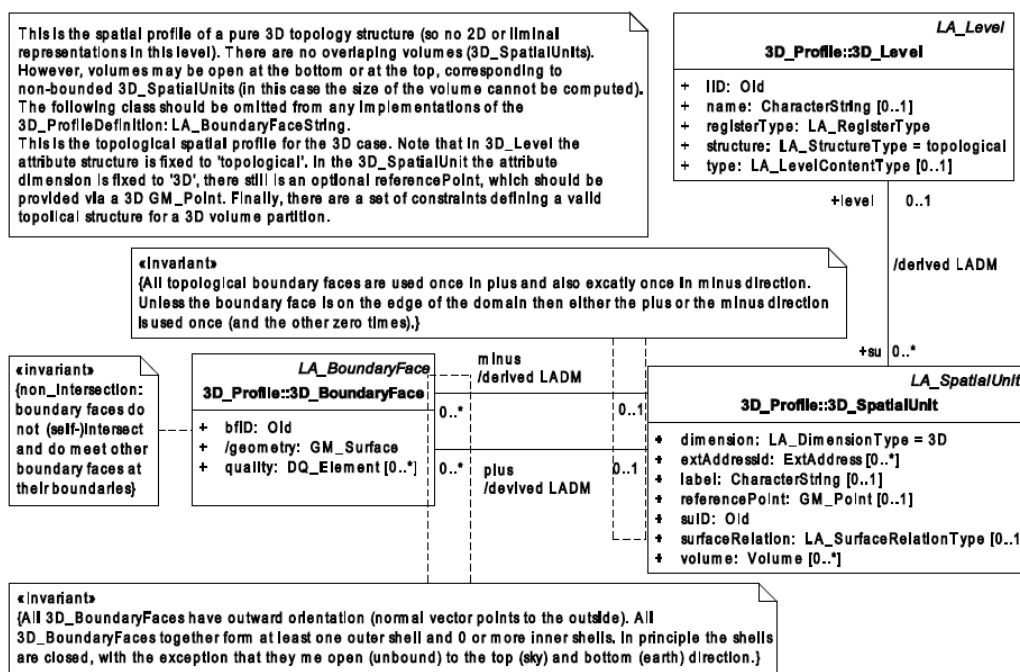 This is the spatial profile of a pure 3D topology structure (so no 2D or liminal
representations in this level). There are no overlaping volumes (3D_SpatialUnits).
However, volumes may be open at the bottom or at the top, corresponding to
non-bounded 3D_SpatialUnits (in this case the size of the volume cannot be computed).
The following class should be omitted from any implementations of the
3D_ProfileDefinition: LA_BoundaryFaceString.
This is the topological spatial profile for the 3D case. Note that in 3D_Level the
attribute structure is fixed to 'topological'. In the 3D_SpatialUnit the attribute
dimension is fixed to '3D', there still is an optional referencePoint, which should be
provided via a 3D GM_Point. Finally, there are a set of constraints defining a valid
topolical structure for a 3D volume partition.
LA_Level
3D_Profile::3D_Level
+ lID: Oid
+ name: CharacterString [0..1]
+ registerType: LA_RegisterType
+ structure: LA_StructureType = topological
+ type: LA_LevelContentType [0..1]
+level 0..1
/derived LADM
+su 0..*
«invariant»
{All topological boundary faces are used once in plus and also excatly once in minus direction.
Unless the boundary face is on the edge of the domain then either the plus or the minus direction
is used once (and the other zero times).}
«invariant»
{non_intersection:
boundary faces do
not (self-)intersect
and do meet other
boundary faces at
their boundaries}
LA_BoundaryFace
3D_Profile::3D_BoundaryFace
+ bfID: Oid
+ /geometry: GM_Surface
+ quality: DQ_Element [0..*]
minus
/derived LADM
0..* 0..1
0..* 0..1
plus
/devived LADM
LA_SpatialUnit
3D_Profile::3D_SpatialUnit
+ dimension: LA_DimensionType = 3D
+ extAddressId: ExtAddress [0..*]
+ label: CharacterString [0..1]
+ referencePoint: GM_Point [0..1]
+ suID: Oid
+ surfaceRelation: LA_SurfaceRelationType [0..1
+ volume: Volume [0..*]
«invariant»
{All 3D_BoundaryFaces have outward orientation (normal vector points to the outside). All
3D_BoundaryFaces together form at least one outer shell and 0 or more inner shells. In principle the shells
are closed, with the exception that they me open (unbound) to the top (sky) and bottom (earth) direction.}